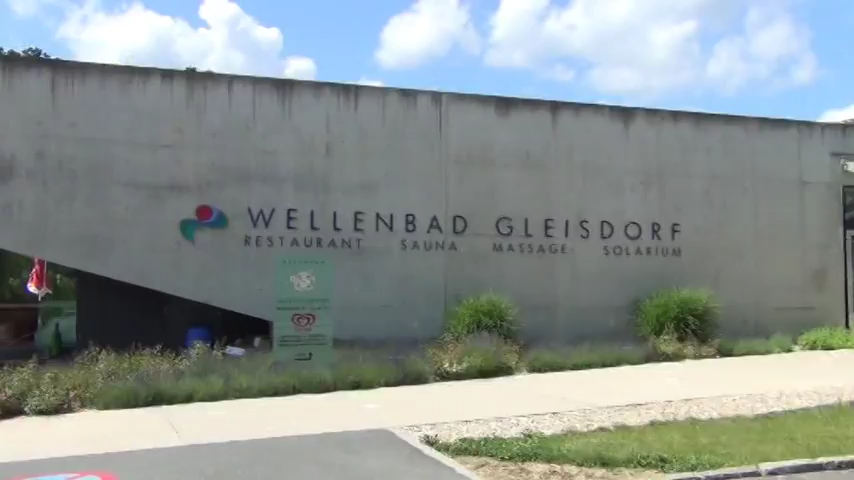 WELLENBAD GLEISDORF
RESTAURANT SAUNA MASSAGE SOLARIUM